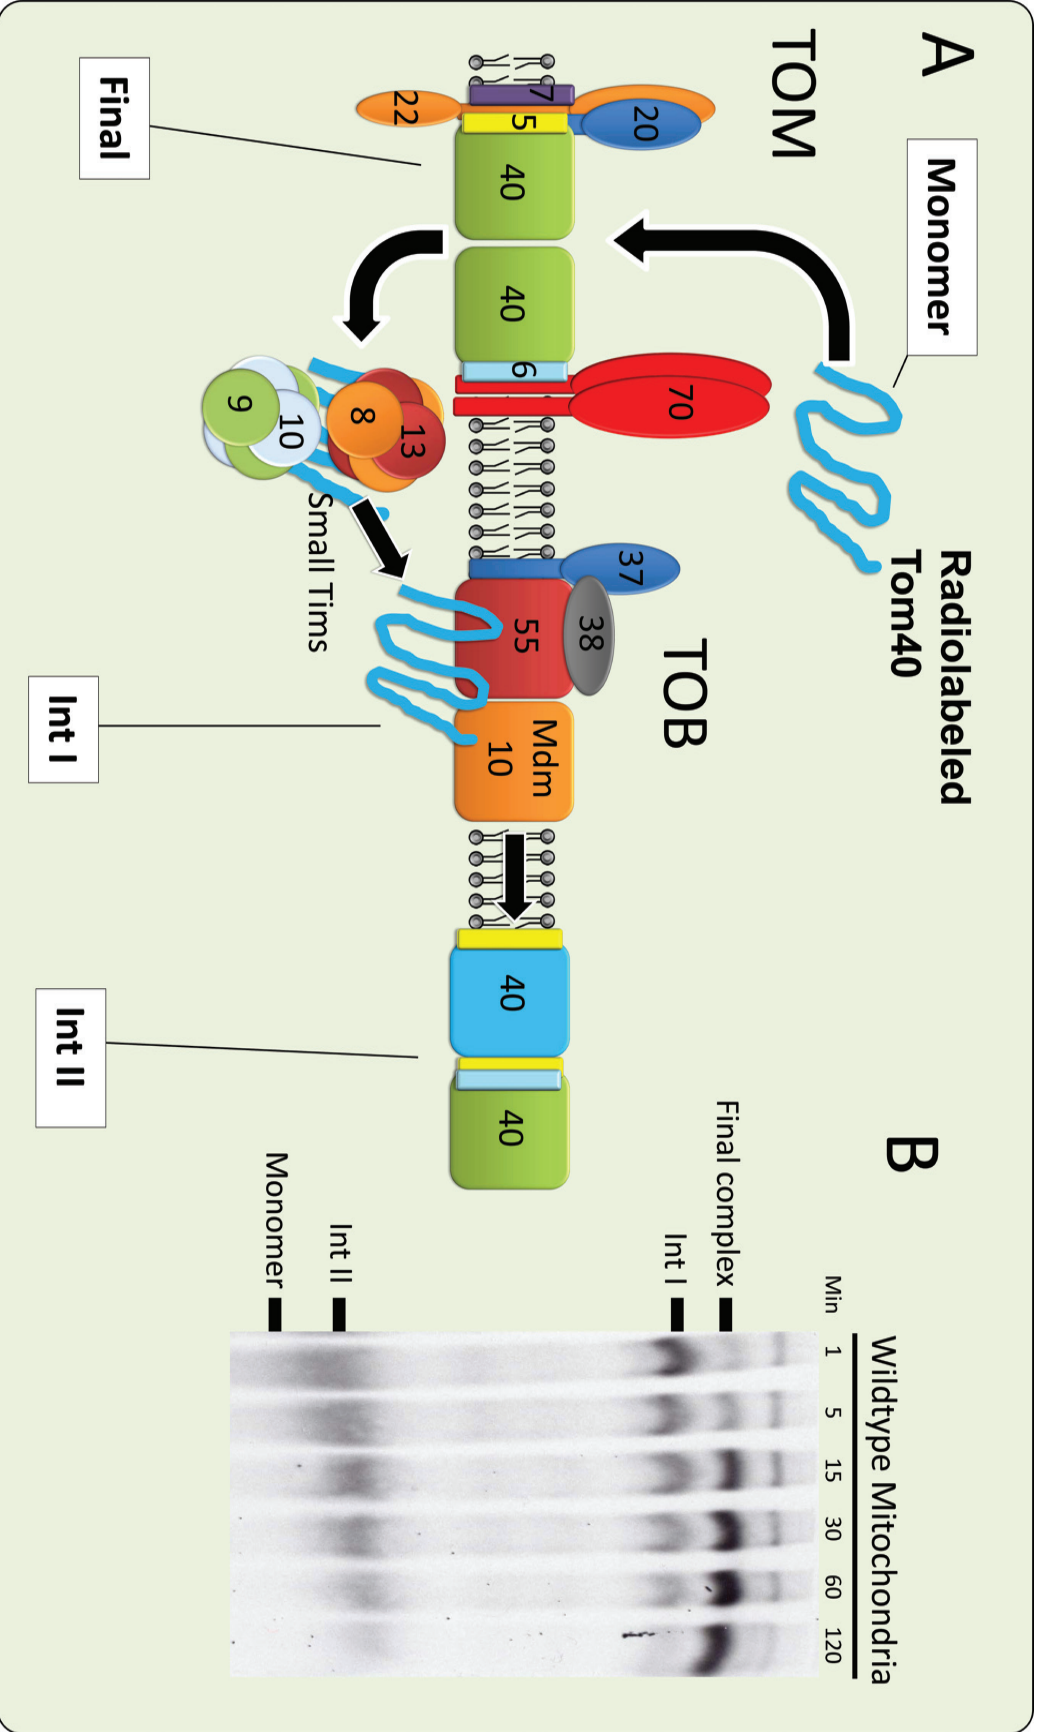 A
TOM
Monomer
Radiolabeled
Tom40
20
7
5
22
40
40
6
70
Final
8
13
9
10
Small Tims
TOB
37
38
55
Mdm
10
Int I
40
40
Int II
B
Wildtype Mitochondria
Min 1 5 15 30 60 120
Final complex
Int I
Int II
Monomer